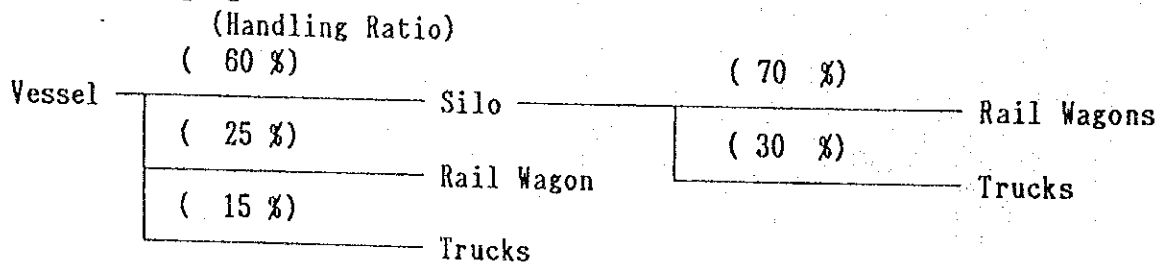 (Handling Ratio)
( 60 %) ( 70 %)
Vessel Silo Rail Wagons
( 25 %) ( 30 %)
Rail Wagon Trucks
( 15 %)
Trucks